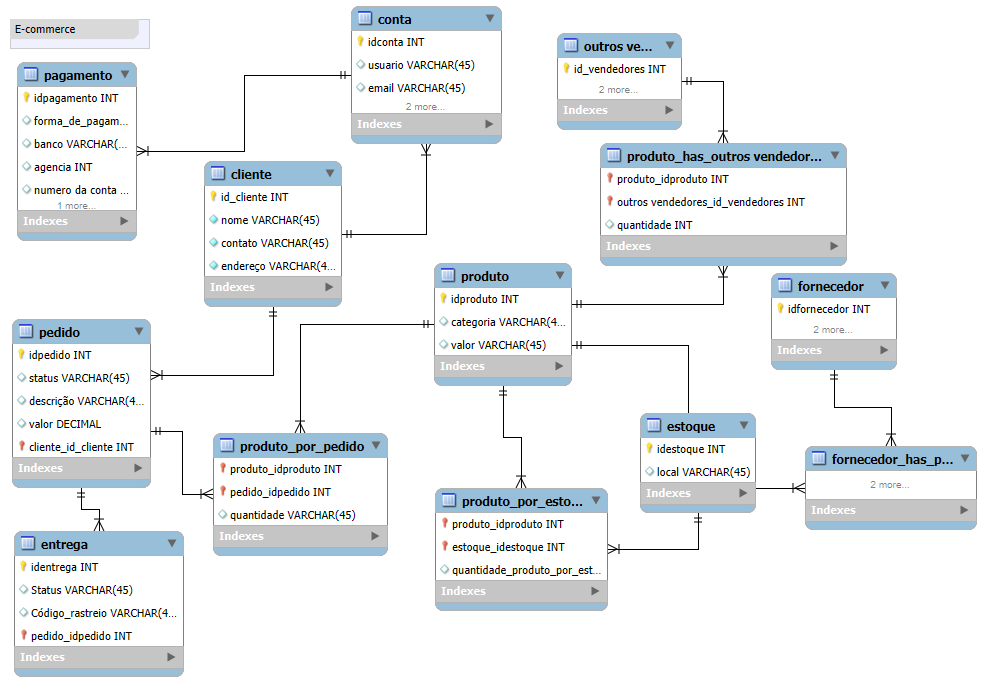 E-commerce
pagamento
idpagamento INT
forma_de_pagam...
banco VARCHAR(...
agencia INT
numero da conta ...
1 more...
Indexes
conta
idconta INT
usuario VARCHAR(45)
email VARCHAR(45)
2 more...
Indexes
outros ve...
id_vendedores INT
2 more...
Indexes
cliente
id_cliente INT
nome VARCHAR(45)
contato VARCHAR(45)
endereço VARCHAR(4...
Indexes
produto_has_outros vendedor...
produto_idproduto INT
outros vendedores_id_vendedores INT
quantidade INT
Indexes
produto
idproduto INT
categoria VARCHAR(4...
valor VARCHAR(45)
Indexes
fornecedor
idfornecedor INT
2 more...
Indexes
pedido
idpedido INT
status VARCHAR(45)
descrição VARCHAR(4...
valor DECIMAL
cliente_id_cliente INT
Indexes
produto_por_pedido
produto_idproduto INT
pedido_idpedido INT
quantidade VARCHAR(45)
Indexes
estoque
idestoque INT
local VARCHAR(45)
Indexes
fornecedor_has_p...
2 more...
Indexes
produto_por_esto...
produto_idproduto INT
estoque_idestoque INT
quantidade_produto_por_est...
Indexes
entrega
identrega INT
Status VARCHAR(45)
Código_rastreio VARCHAR(4...
pedido_idpedido INT
Indexes